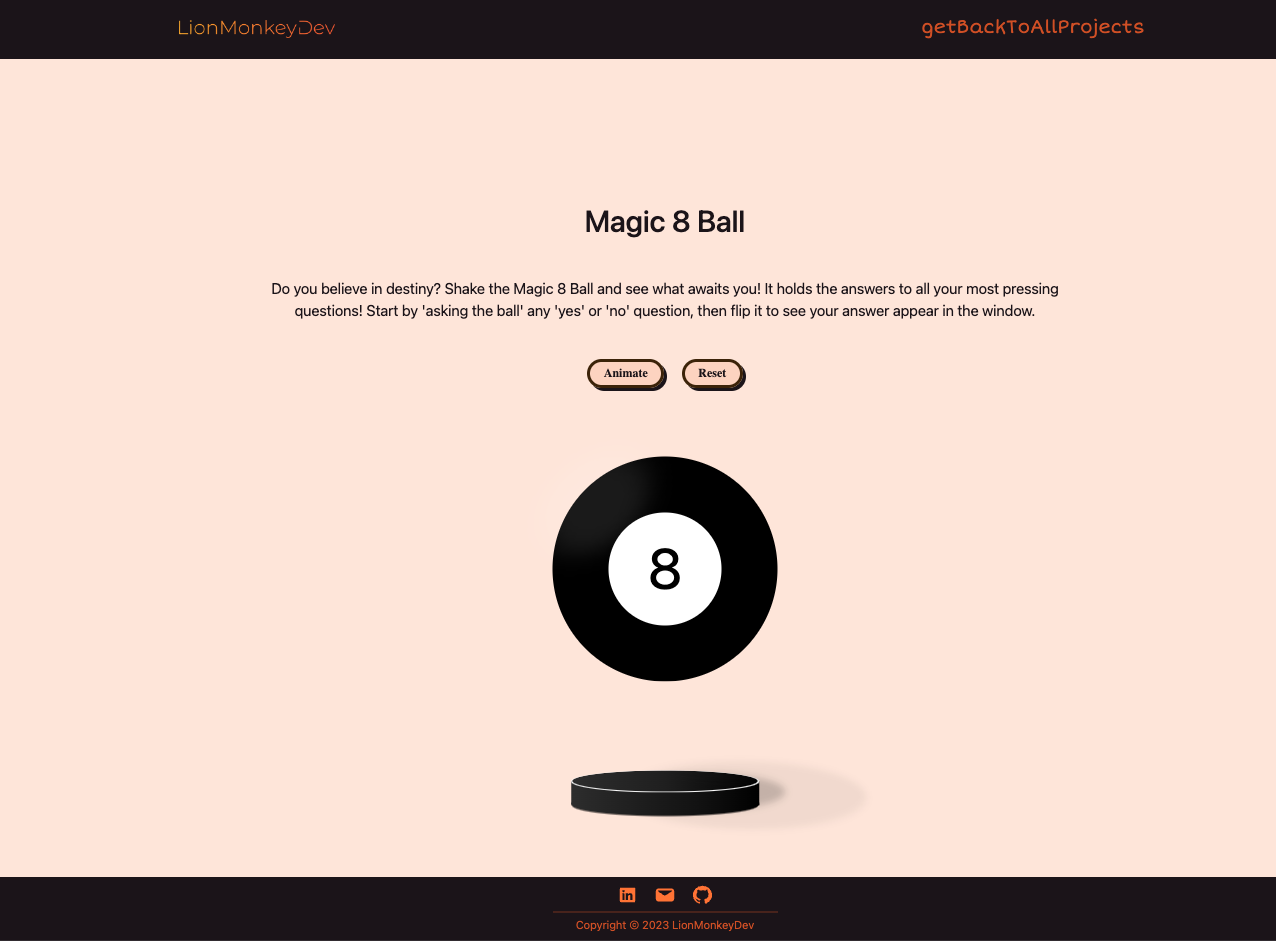 LionMonkeyDev
getBackToAllProjects
Magic 8 Ball
Do you believe in destiny? Shake the Magic 8 Ball and see what awaits you! It holds the answers to all your most pressing
questions! Start by 'asking the ball' any 'yes' or 'no' question, then flip it to see your answer appear in the window.
Animate
Reset
8
in
Copyright © 2023 LionMonkeyDev